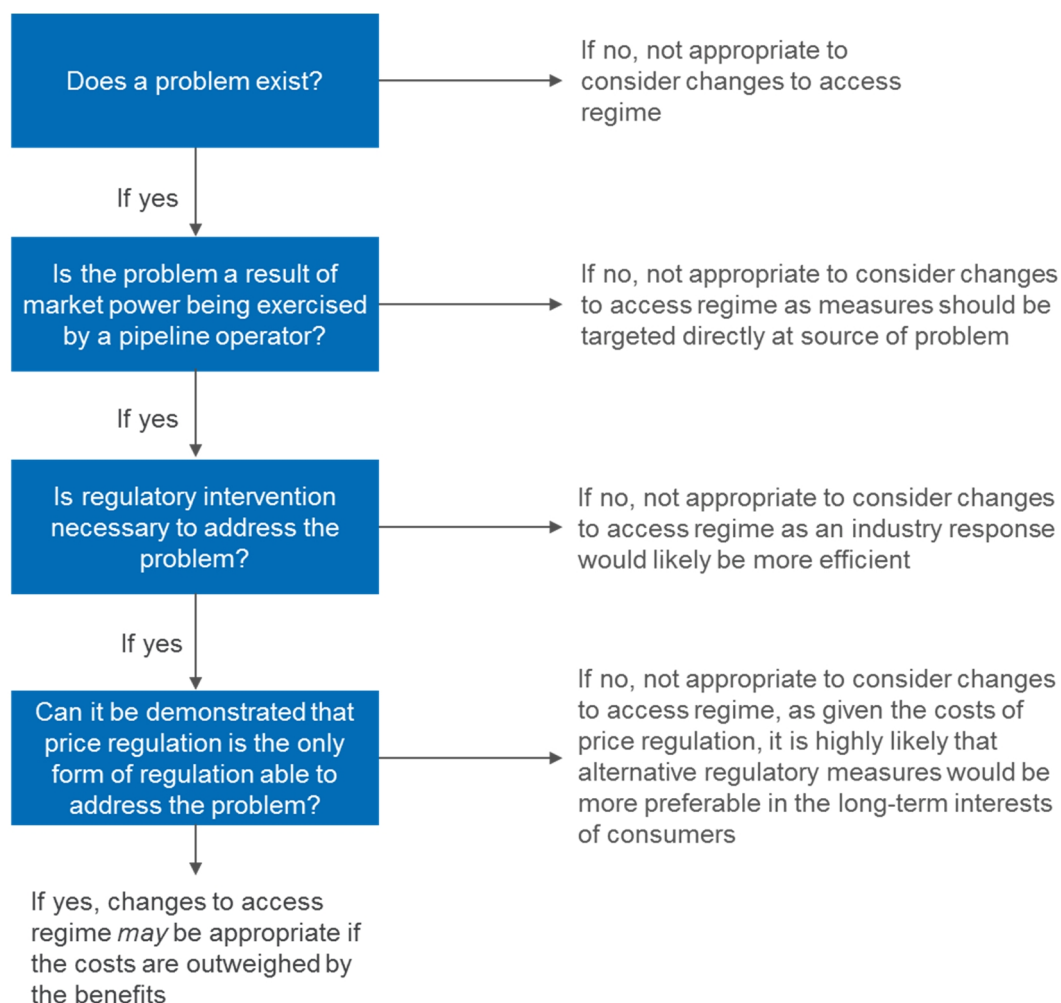 Does a problem exist?
If no, not appropriate to
consider changes to access
regime
If yes
Is the problem a result of
market power being exercised
by a pipeline operator?
If no, not appropriate to consider changes
to access regime as measures should be
targeted directly at source of problem
If yes
Is regulatory intervention
necessary to address the
problem?
If no, not appropriate to consider changes
to access regime as an industry response
would likely be more efficient
If yes
Can it be demonstrated that
price regulation is the only
form of regulation able to
address the problem?
If no, not appropriate to consider changes
to access regime, as given the costs of
price regulation, it is highly likely that
alternative regulatory measures would be
more preferable in the long-term interests
of consumers
If yes, changes to access
regime may be appropriate if
the costs are outweighed by
the benefits